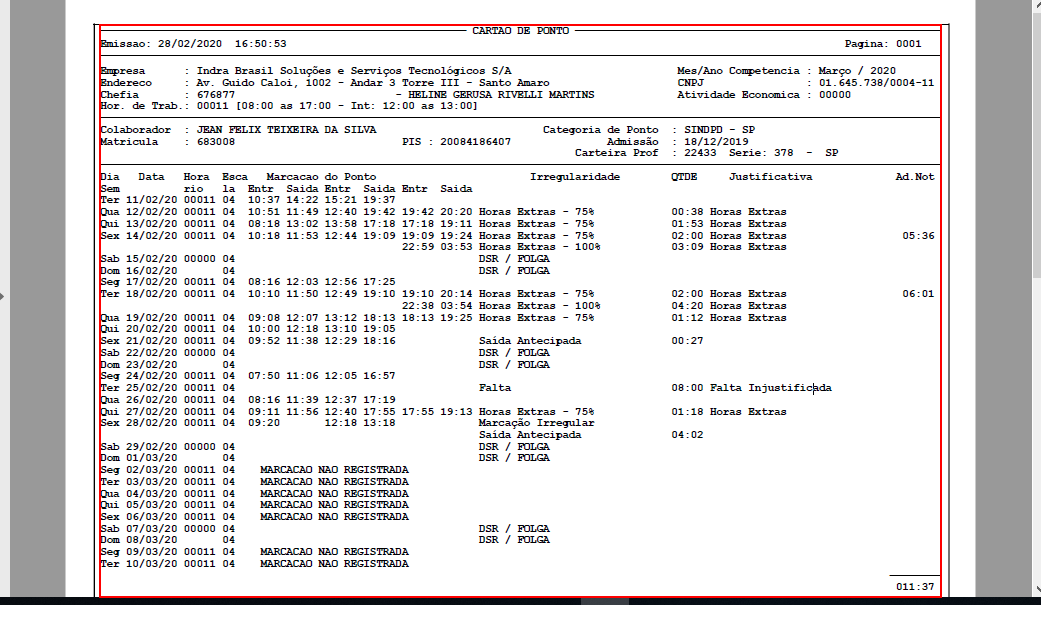 CARTAO DE PONTO
Emissao: 28/02/2020 16:50:53 Pagina: 0001
Empresa : Indra Brasil Soluções e Serviços Tecnológicos S/A Mes/Ano Competencia : Março / 2020
Endereco : Av. Guido Caloi, 1002 - Andar 3 Torre III - Santo Amaro CNPJ : 01.645.738/0004-11
Chefia : 676877 - HELINE GERUSA RIVELLI MARTINS Atividade Economica : 00000
Hor. de Trab.: 00011 [08:00 as 17:00 - Int: 12:00 as 13:00]
Colaborador : JEAN FELIX TEIXEIRA DA SILVA Categoria de Ponto : SINDPD - SP
Matricula : 683008 PIS : 20084186407 Admissão : 18/12/2019
Carteira Prof : 22433 Serie: 378 - SP
Dia Data Hora Esca Marcacao do Ponto Irregularidade QTDE Justificativa Ad.Not
Sem rio la Entr Saida Entr Saida Entr Saida
Ter 11/02/20 00011 04 10:37 14:22 15:21 19:37
Qua 12/02/20 00011 04 10:51 11:49 12:40 19:42 19:42 20:20 Horas Extras - 75% 00:38 Horas Extras
Qui 13/02/20 00011 04 08:18 13:02 13:58 17:18 17:18 19:11 Horas Extras - 75% 01:53 Horas Extras
Sex 14/02/20 00011 04 10:18 11:53 12:44 19:09 19:09 19:24 Horas Extras - 75% 02:00 Horas Extras 05:36
22:59 03:53 Horas Extras - 100% 03:09 Horas Extras
Sab 15/02/20 00000 04 DSR / FOLGA
Dom 16/02/20 04 DSR / FOLGA
Seg 17/02/20 00011 04 08:16 12:03 12:56 17:25
Ter 18/02/20 00011 04 10:10 11:50 12:49 19:10 19:10 20:14 Horas Extras - 75% 02:00 Horas Extras 06:01
22:38 03:54 Horas Extras - 100% 04:20 Horas Extras
Qua 19/02/20 00011 04 09:08 12:07 13:12 18:13 18:13 19:25 Horas Extras - 75% 01:12 Horas Extras
Qui 20/02/20 00011 04 10:00 12:18 13:10 19:05
Sex 21/02/20 00011 04 09:52 11:38 12:29 18:16 Saída Antecipada 00:27
Sab 22/02/20 00000 04 DSR / FOLGA
Dom 23/02/20 04 DSR / FOLGA
Seg 24/02/20 00011 04 07:50 11:06 12:05 16:57
Ter 25/02/20 00011 04 Falta 08:00 Falta Injustificada
Qua 26/02/20 00011 04 08:16 11:39 12:37 17:19
Qui 27/02/20 00011 04 09:11 11:56 12:40 17:55 17:55 19:13 Horas Extras - 75% 01:18 Horas Extras
Sex 28/02/20 00011 04 09:20 12:18 13:18 Marcação Irregular
Saída Antecipada 04:02
Sab 29/02/20 00000 04 DSR / FOLGA
Dom 01/03/20 04 DSR / FOLGA
Seg 02/03/20 00011 04 MARCACAO NAO REGISTRADA
Ter 03/03/20 00011 04 MARCACAO NAO REGISTRADA
Qua 04/03/20 00011 04 MARCACAO NAO REGISTRADA
Qui 05/03/20 00011 04 MARCACAO NAO REGISTRADA
Sex 06/03/20 00011 04 MARCACAO NAO REGISTRADA
Sab 07/03/20 00000 04 DSR / FOLGA
Dom 08/03/20 04 DSR / FOLGA
Seg 09/03/20 00011 04 MARCACAO NAO REGISTRADA
Ter 10/03/20 00011 04 MARCACAO NAO REGISTRADA
011:37